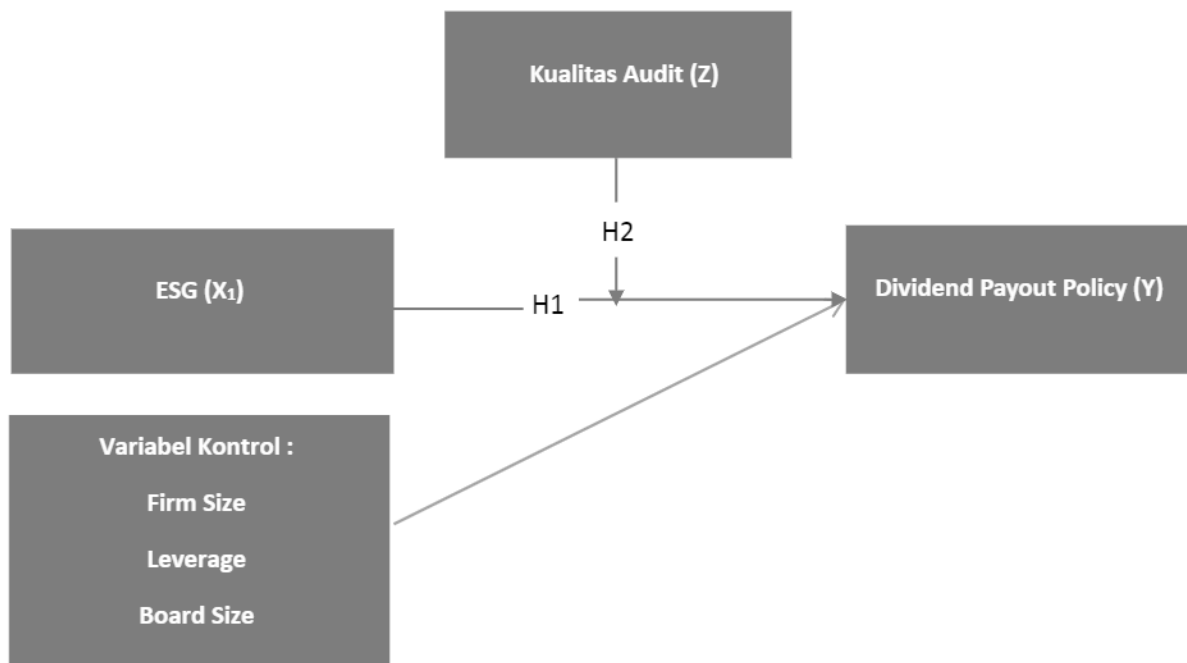 Kualitas Audit (Z)
H2
ESG (X₁)
H1
Dividend Payout Policy (Y)
Variabel Kontrol :
Firm Size
Leverage
Board Size